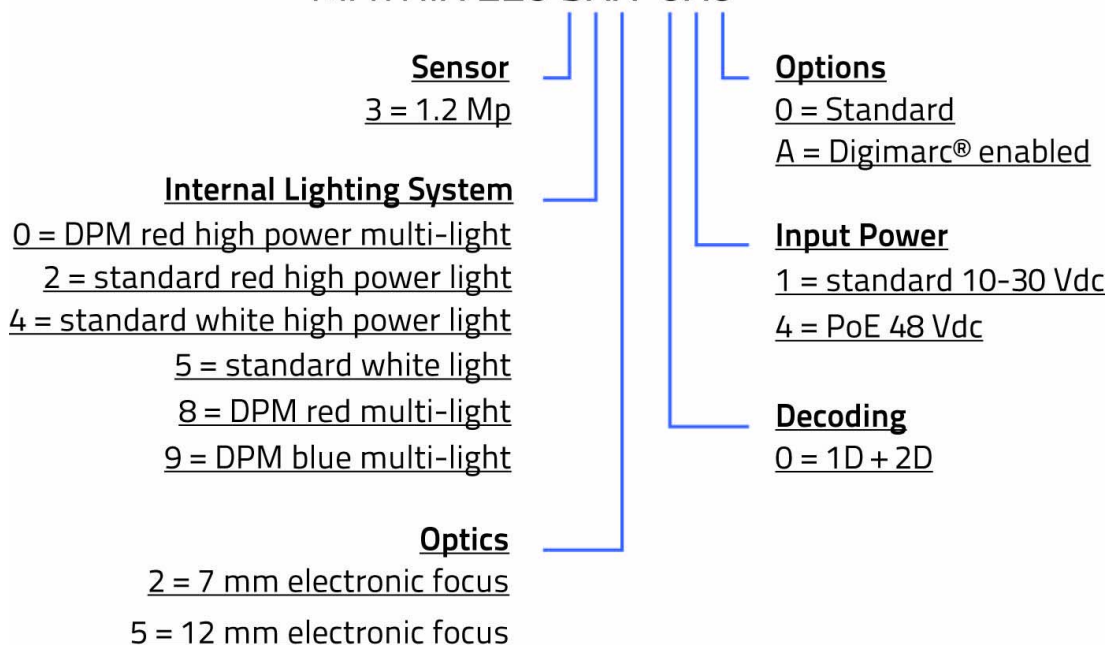 Sensor
3 = 1.2 Mp
Internal Lighting System
0 = DPM red high power multi-light
2 = standard red high power light
4 = standard white high power light
5 = standard white light
8 = DPM red multi-light
9 = DPM blue multi-light
Optics
2 = 7 mm electronic focus
5 = 12 mm electronic focus
Options
0 = Standard
A = Digimarc® enabled
Input Power
1 = standard 10-30 Vdc
4 = PoE 48 Vdc
Decoding
0 = 1D + 2D